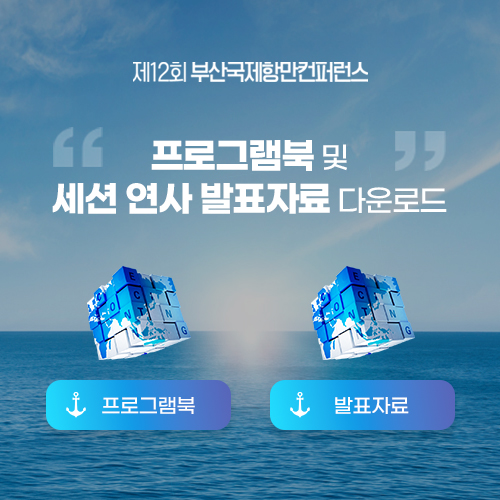 제12회 부산국제항만컨퍼런스
“ 프로그램북 및 ”
세션 연사 발표자료 다운로드
E C
C O N T N G
E C
C O N T N G
프로그램북
발표자료